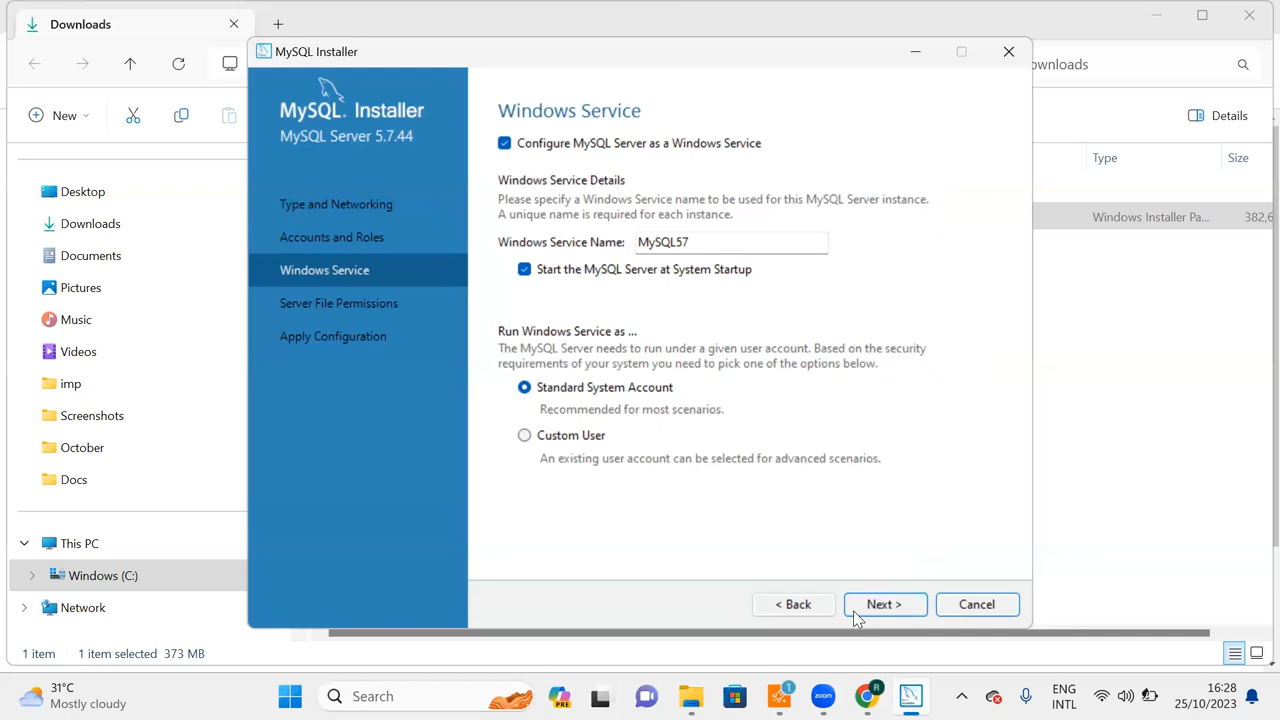 Downloads
MySQL Installer
ownloads
New
Details
MySQL. Installer
MySQL Server 5.7.44
Type and Networking
Accounts and Roles
Windows Service
Server File Permissions
Apply Configuration
Windows Service
Configure MySQL Server as a Windows Service
Windows Service Details
Please specify a Windows Service name to be used for this MySQL Server instance.
A unique name is required for each instance.
Windows Service Name: MySQL57
Start the MySQL Server at System Startup
Run Windows Service as ...
The MySQL Server needs to run under a given user account. Based on the security
requirements of your system you need to pick one of the options below.
Standard System Account
Recommended for most scenarios.
Custom User
An existing user account can be selected for advanced scenarios.
< Back
Next >
Cancel
Type
Size
Windows Installer Pa...
382,6
Desktop
Downloads
Documents
Pictures
Music
Videos
imp
Screenshots
October
Docs
This PC
Windows (C:)
Network
1 item
1 item selected 373 MB
31°C
Mostly cloudy
Search
PRE
1
zoom
R
ENG
INTL
16:28
25/10/2023